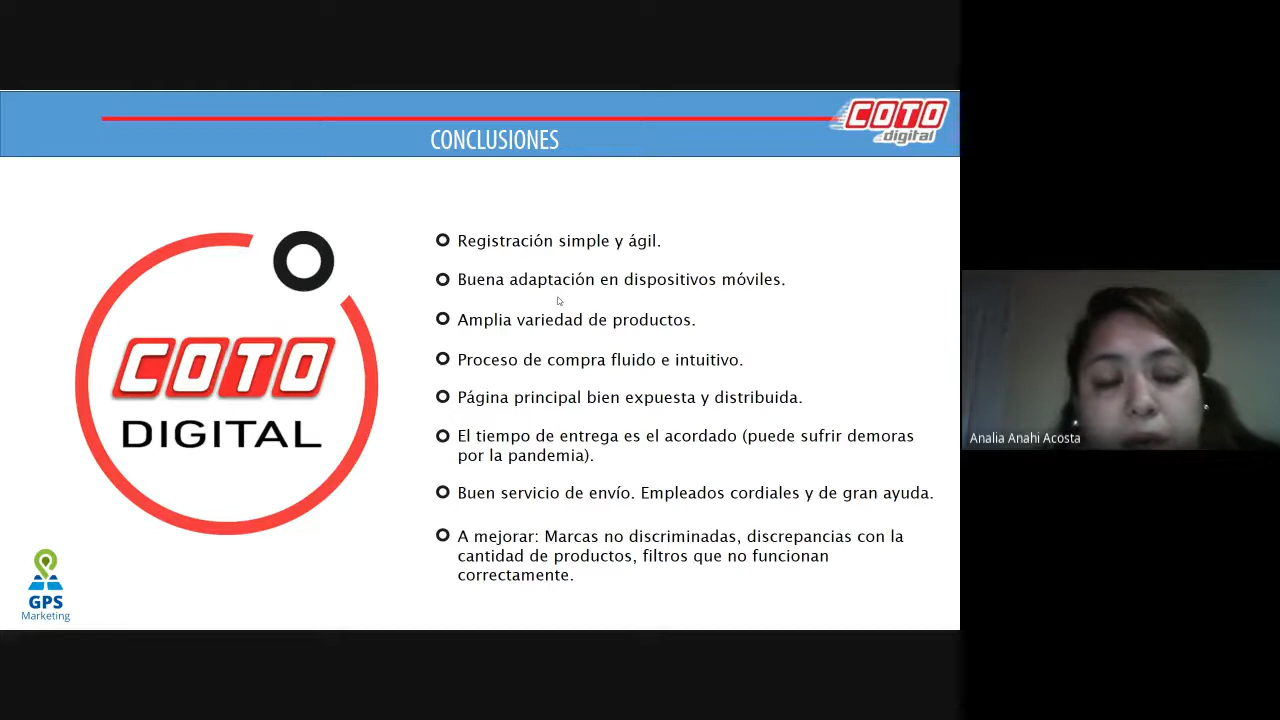 COTO
digital
CONCLUSIONES
Registración simple y ágil.
Buena adaptación en dispositivos móviles.
Amplia variedad de productos.
Proceso de compra fluido e intuitivo.
Página principal bien expuesta y distribuida.
El tiempo de entrega es el acordado (puede sufrir demoras
por la pandemia).
Buen servicio de envío. Empleados cordiales y de gran ayuda.
A mejorar: Marcas no discriminadas, discrepancias con la
cantidad de productos, filtros que no funcionan
correctamente.
COTO
DIGITAL
GPS
Marketing
Analia Anahi Acosta